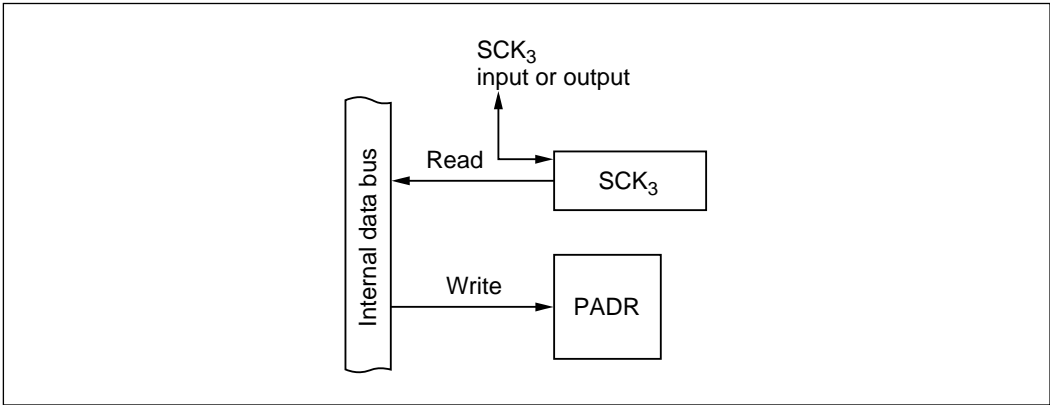 SCK₃
input or output
Read
SCK₃
Internal data bus
Write
PADR